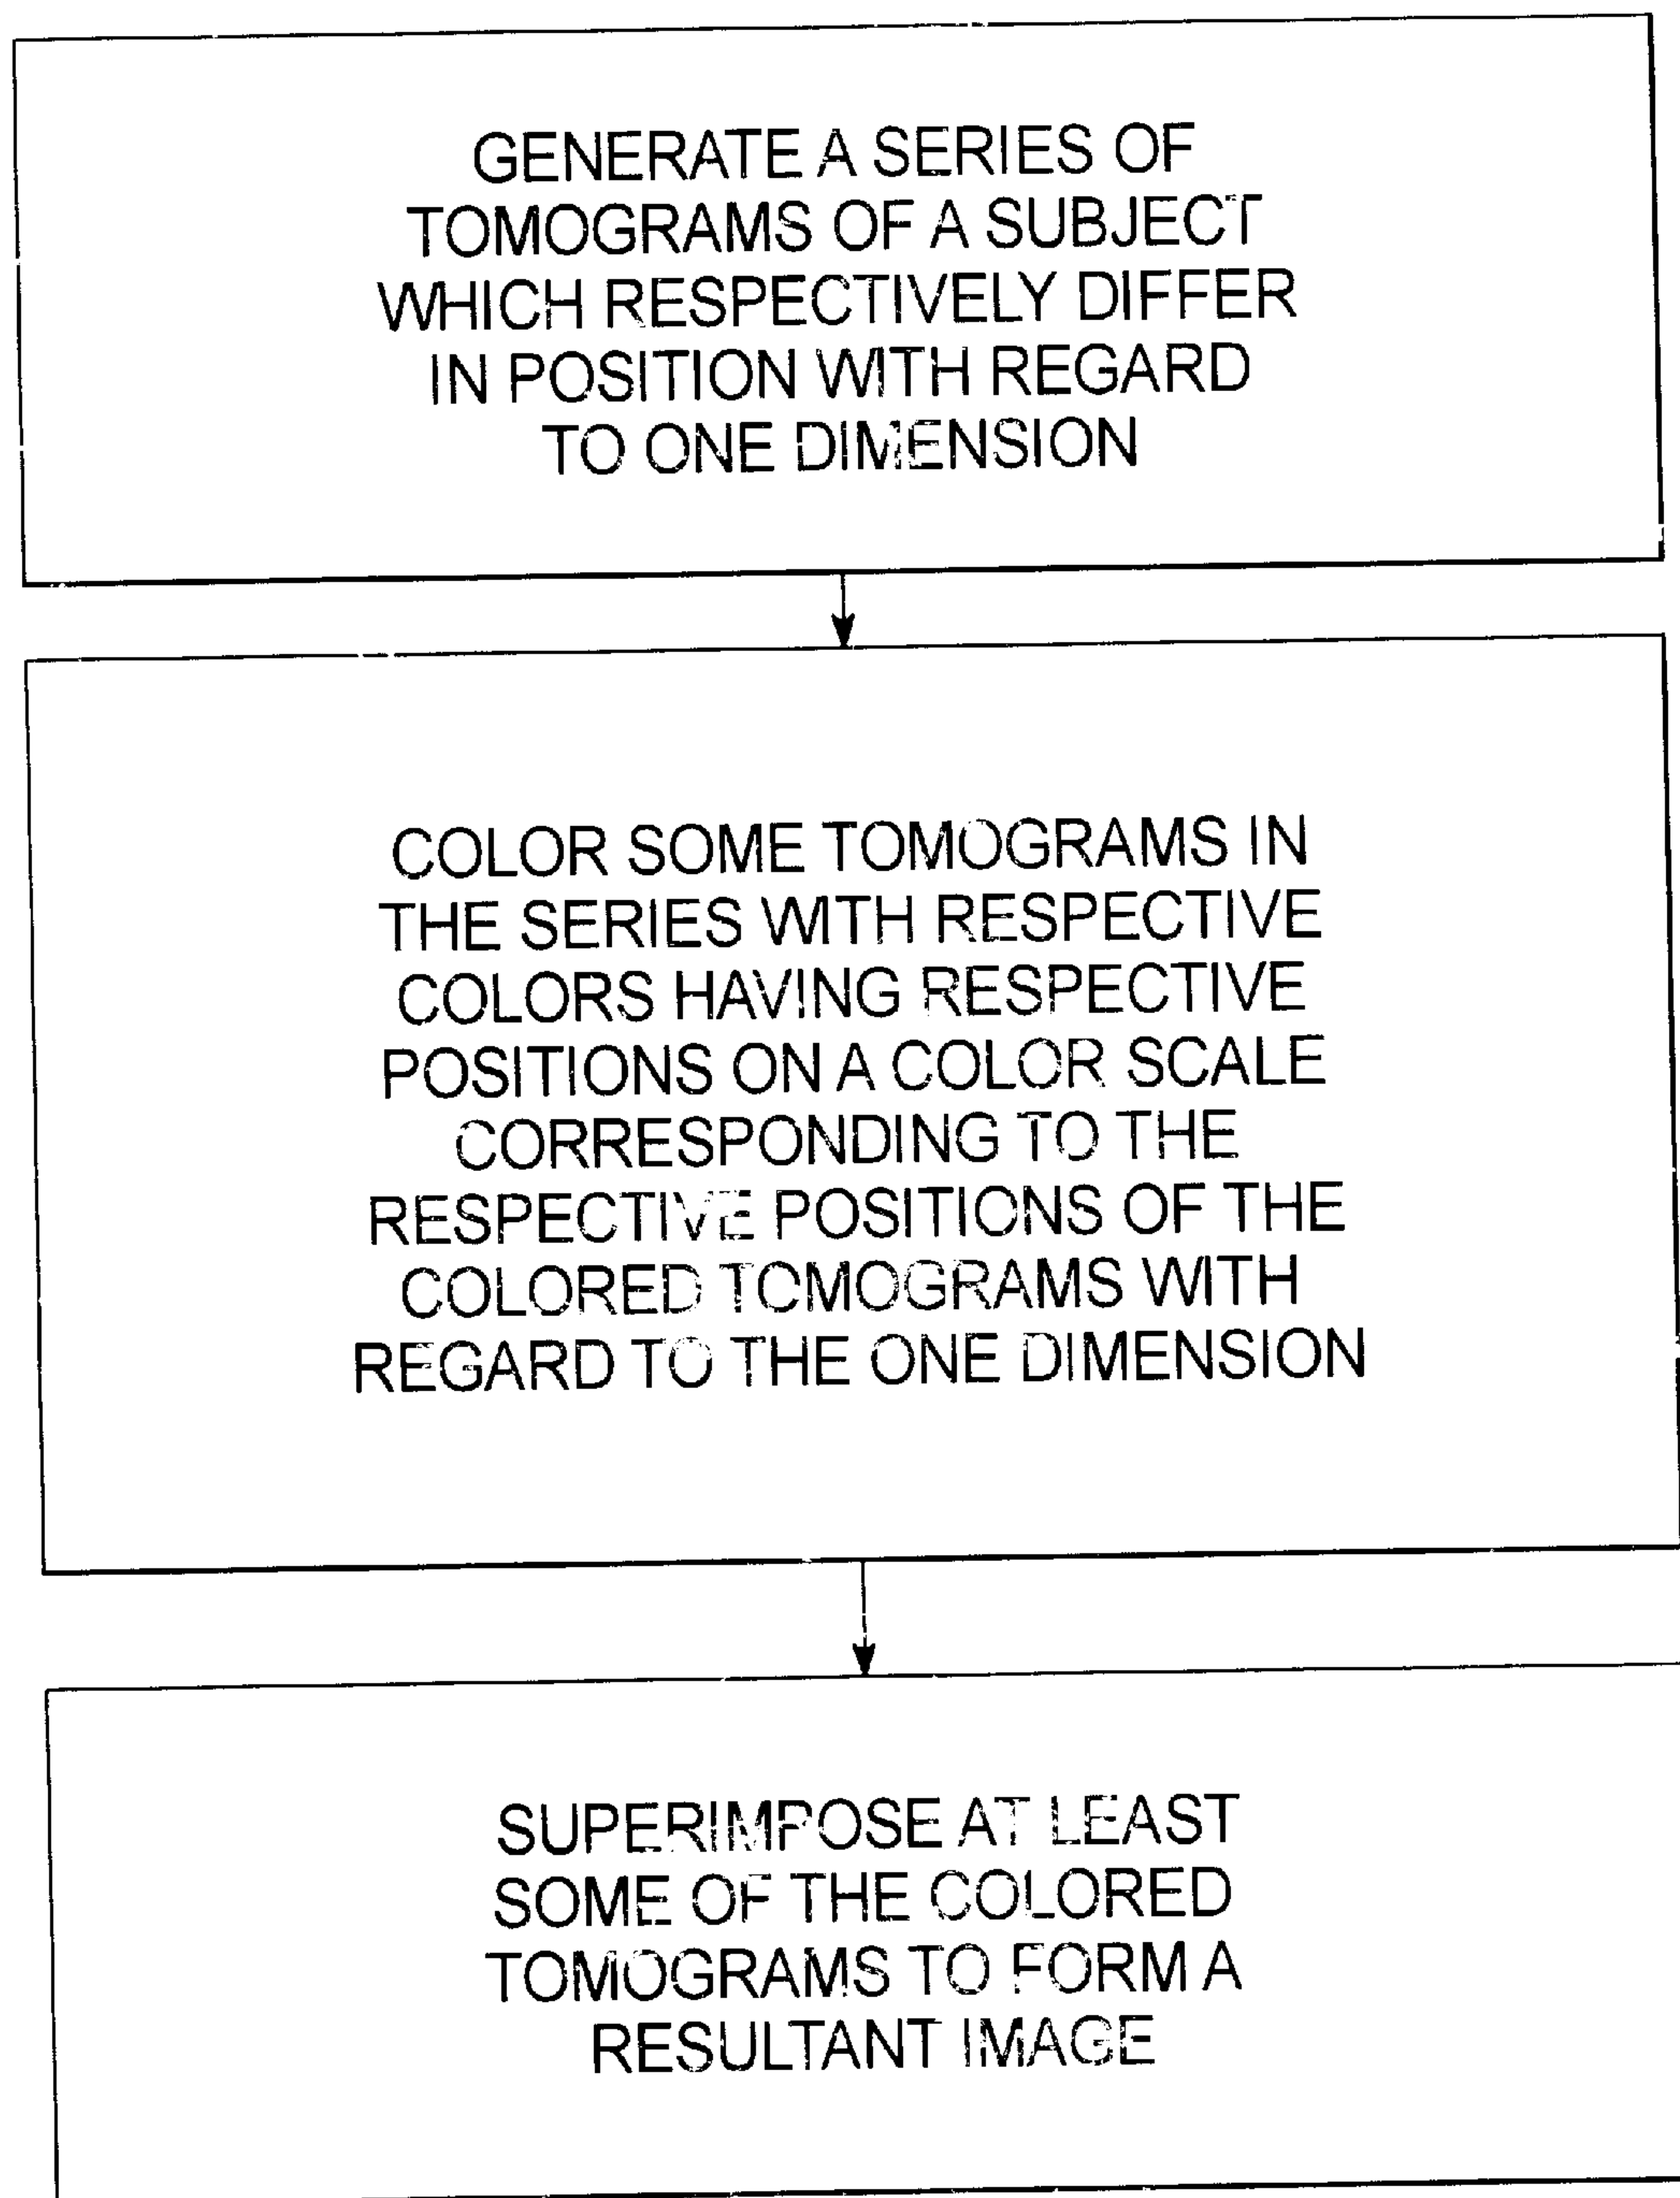 GENERATE A SERIES OF
TOMOGRAMS OF A SUBJECT
WHICH RESPECTIVELY DIFFER
IN POSITION WITH REGARD
TO ONE DIMENSION
COLOR SOME TOMOGRAMS IN
THE SERIES WITH RESPECTIVE
COLORS HAVING RESPECTIVE
POSITIONS ON A COLOR SCALE
CORRESPONDING TO THE
RESPECTIVE POSITIONS OF THE
COLORED TOMOGRAMS WITH
REGARD TO THE ONE DIMENSION
SUPERIMPOSE AT LEAST
SOME OF THE COLORED
TOMOGRAMS TO FORM A
RESULTANT IMAGE